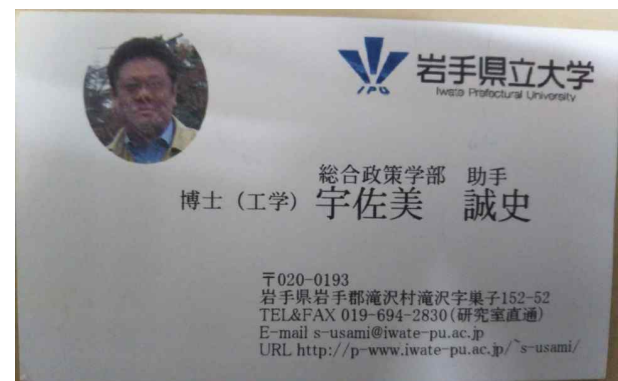 IPU
岩手県立大学
Iwate Prefectural University
総合政策学部 助手
博士（工学） 宇佐美 誠史
〒020-0193
岩手県岩手郡滝沢村滝沢字巣子152-52
TEL&FAX 019-694-2830(研究室直通)
E-mail s-usami@iwate-pu.ac.jp
URL http://p-www.iwate-pu.ac.jp/~s-usami/